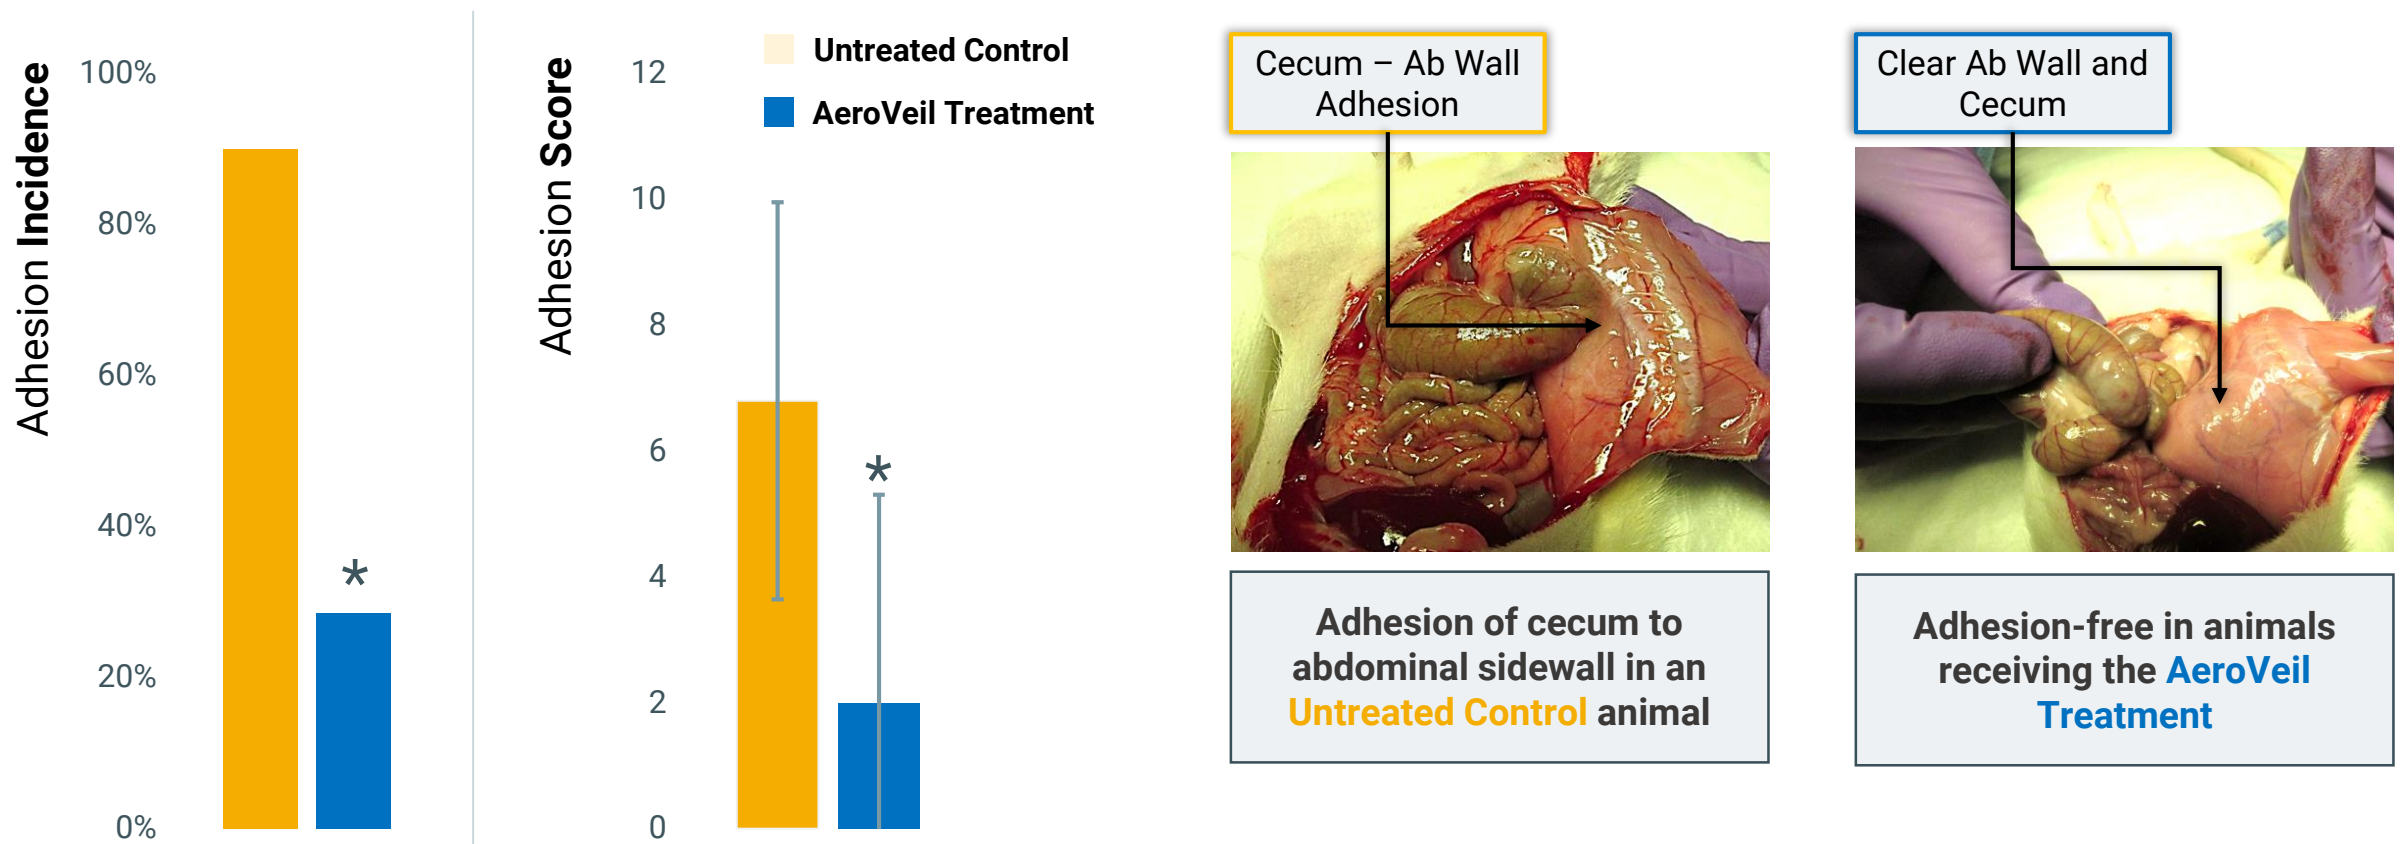 Adhesion Incidence
100%
80%
60%
40%
20%
0%
*
Adhesion Score
12
10
8
6
4
2
0
*
Untreated Control
AeroVeil Treatment
Cecum – Ab Wall
Adhesion
Adhesion of cecum to
abdominal sidewall in an
Untreated Control animal
Clear Ab Wall and
Cecum
Adhesion-free in animals
receiving the AeroVeil
Treatment